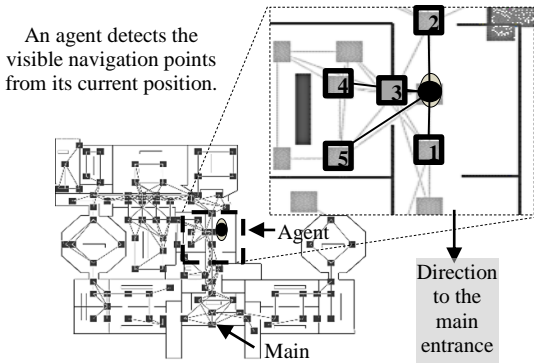 An agent detects the
visible navigation points
from its current position.
2
4
3
5
1
Agent
Direction
to the
main
entrance
Main